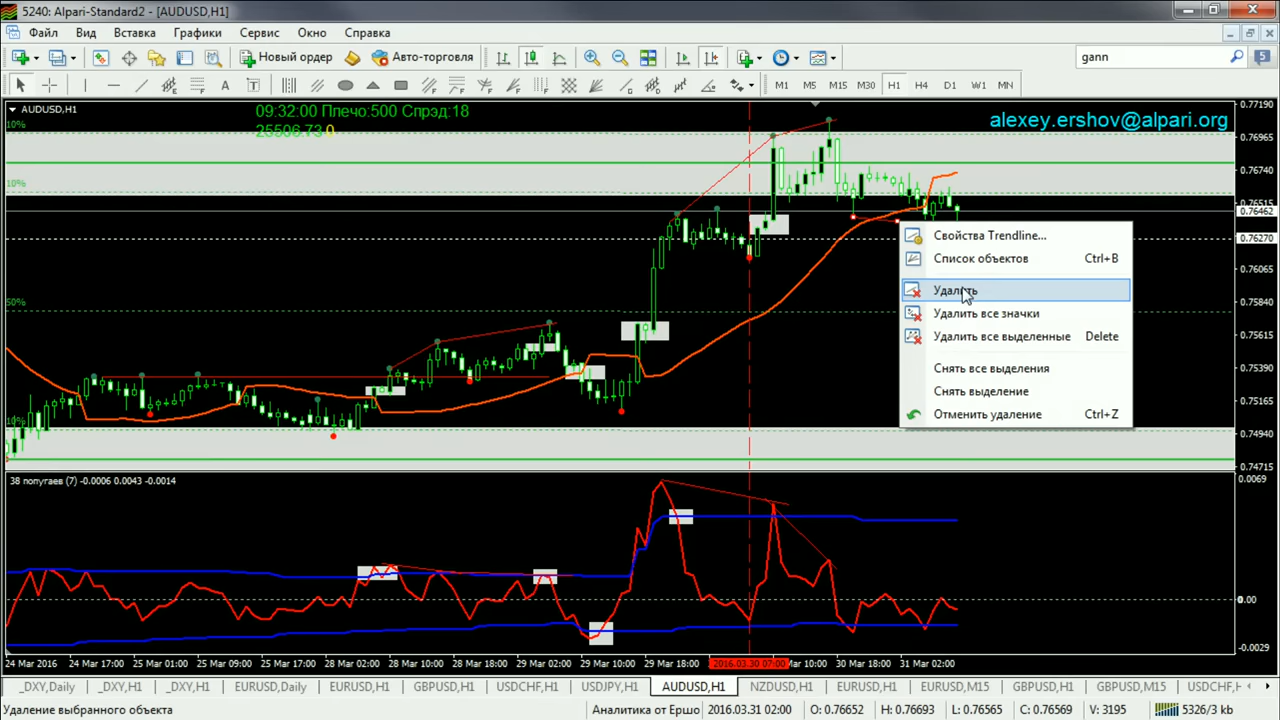 5240: Alpari-Standard2 - [AUDUSD,H1]
Файл Вид Вставка Графики Сервис Окно Справка
Новый ордер Авто-торговля gann 5
A T M1 M5 M15 M30 H1 H4 D1 W1 MN
AUDUSD,H1
09:32:00 Плечо:500 Спрэд:18
25506.73 0
alexey.ershov@alpari.org
10%
10%
50%
10%
0.77190
0.76965
0.76740
0.76515
0.76462
0.76270
0.76065
0.75840
0.75615
0.75390
0.75165
0.74940
0.74715
Свойства Trendline...
Список объектов Ctrl+B
Удалить
Удалить все значки
Удалить все выделенные Delete
Снять все выделения
Снять выделение
Отменить удаление Ctrl+Z
38 попугаев (7) -0.0006 0.0043 -0.0014
0.0069
0.00
-0.0029
24 Mar 2016 24 Mar 17:00 25 Mar 01:00 25 Mar 09:00 25 Mar 17:00 28 Mar 02:00 28 Mar 10:00 28 Mar 18:00 29 Mar 02:00 29 Mar 10:00 29 Mar 18:00 2016.03.30 07:00 Mar 10:00 30 Mar 18:00 31 Mar 02:00
_DXY,Daily _DXY,H1 _DXY,H1 EURUSD,Daily EURUSD,H1 GBPUSD,H1 USDCHF,H1 USDJPY,H1 AUDUSD,H1 NZDUSD,H1 EURUSD,H1 EURUSD,M15 GBPUSD,H1 GBPUSD,M15 USDCHF,H
Удаление выбранного объекта Аналитика от Ершо 2016.03.31 02:00 O: 0.76652 H: 0.76693 L: 0.76565 C: 0.76569 V: 3195 5326/3 kb